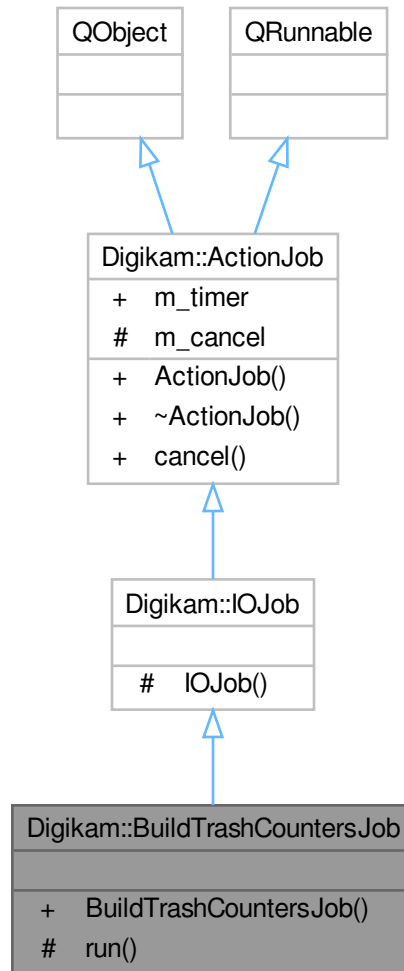 QObject
QRunnable
Digikam::ActionJob
+ m_timer
# m_cancel
+ ActionJob()
+ ~ActionJob()
+ cancel()
Digikam::IOJob
# IOJob()
Digikam::BuildTrashCountersJob
+ BuildTrashCountersJob()
# run()